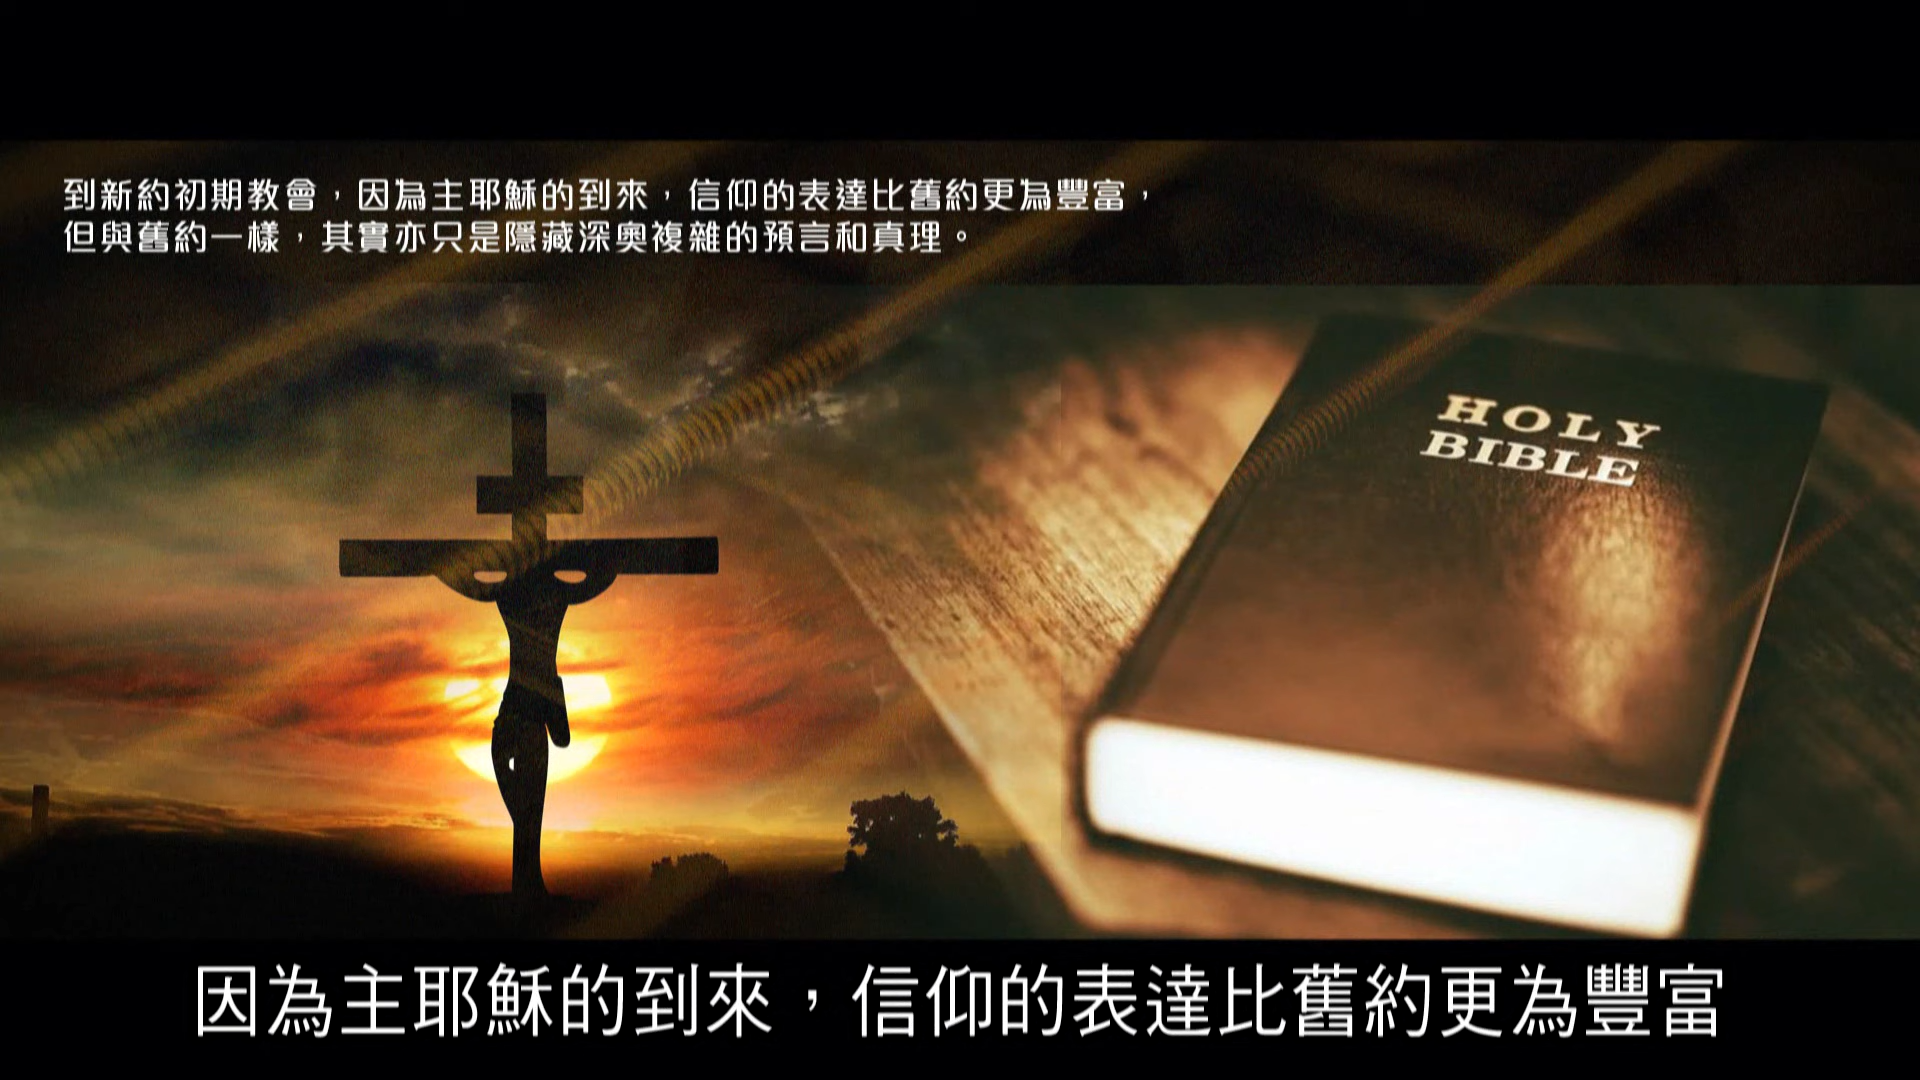 到新約初期教會，因為主耶穌的到來，信仰的表達比舊約更為豐富，
但與舊約一樣，其實亦只是隱藏深奧複雜的預言和真理。
HOLY
BIBLE
因為主耶穌的到來，信仰的表達比舊約更為豐富